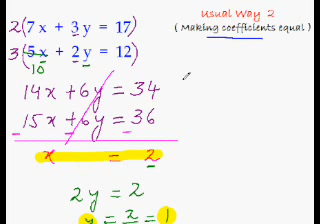 Usual Way 2
( Making coefficients equal )
2(7x + 3y = 17)
3(5x + 2y = 12)
10
14x + 6y = 34
15x + 6y = 36
- - -
x = 2
2y = 2
y = 2 = 1